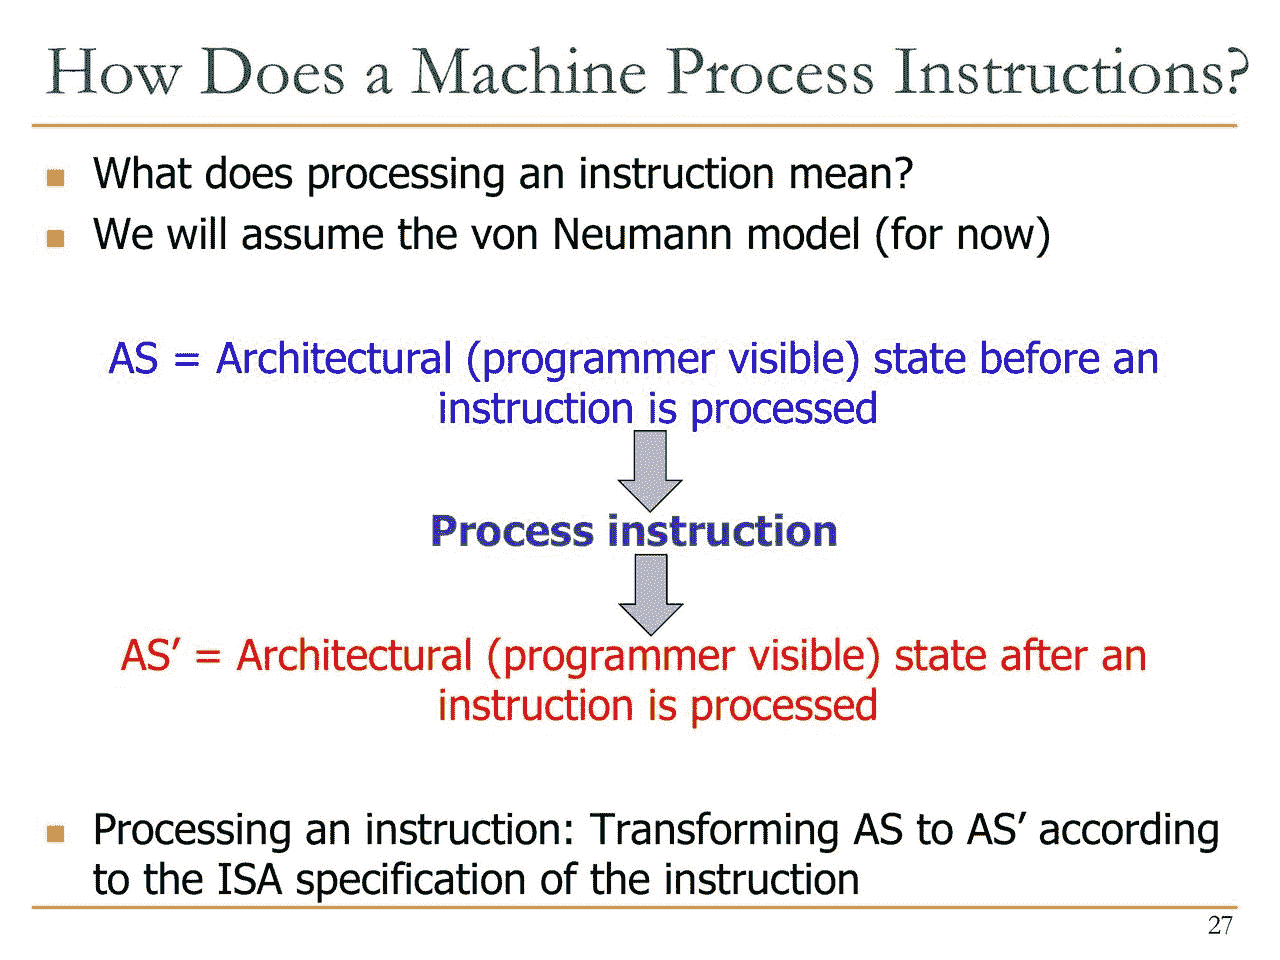 How Does a Machine Process Instructions?
What does processing an instruction mean?
We will assume the von Neumann model (for now)
AS = Architectural (programmer visible) state before an
instruction is processed
Process instruction
AS’ = Architectural (programmer visible) state after an
instruction is processed
Processing an instruction: Transforming AS to AS’ according
to the ISA specification of the instruction
27